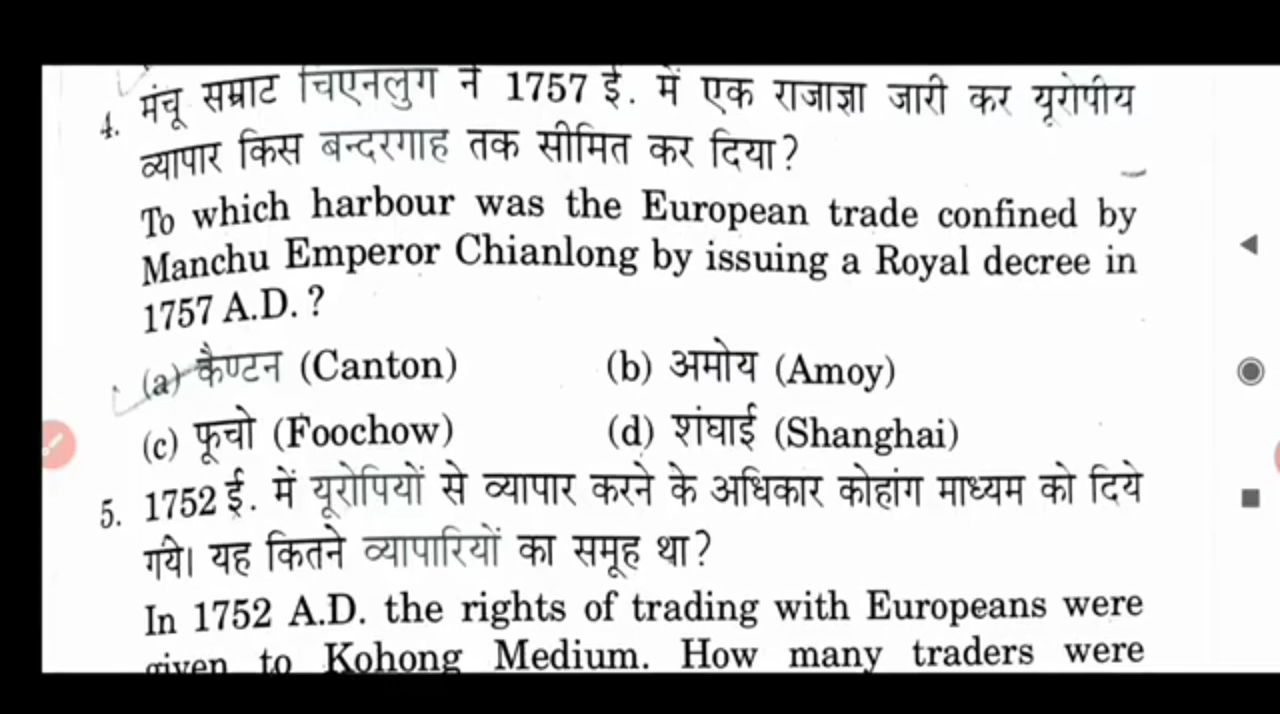 4. मंचू सम्राट चिएनलुग ने 1757 ई. में एक राजाज्ञा जारी कर यूरोपीय
व्यापार किस बन्दरगाह तक सीमित कर दिया?
To which harbour was the European trade confined by
Manchu Emperor Chianlong by issuing a Royal decree in
1757 A.D. ?
(a) कैण्टन (Canton) (b) अमोय (Amoy)
(c) फूचो (Foochow) (d) शंघाई (Shanghai)
5. 1752 ई. में यूरोपियों से व्यापार करने के अधिकार कोहांग माध्यम को दिये
गये। यह कितने व्यापारियों का समूह था?
In 1752 A.D. the rights of trading with Europeans were
given to Kohong Medium. How many traders were